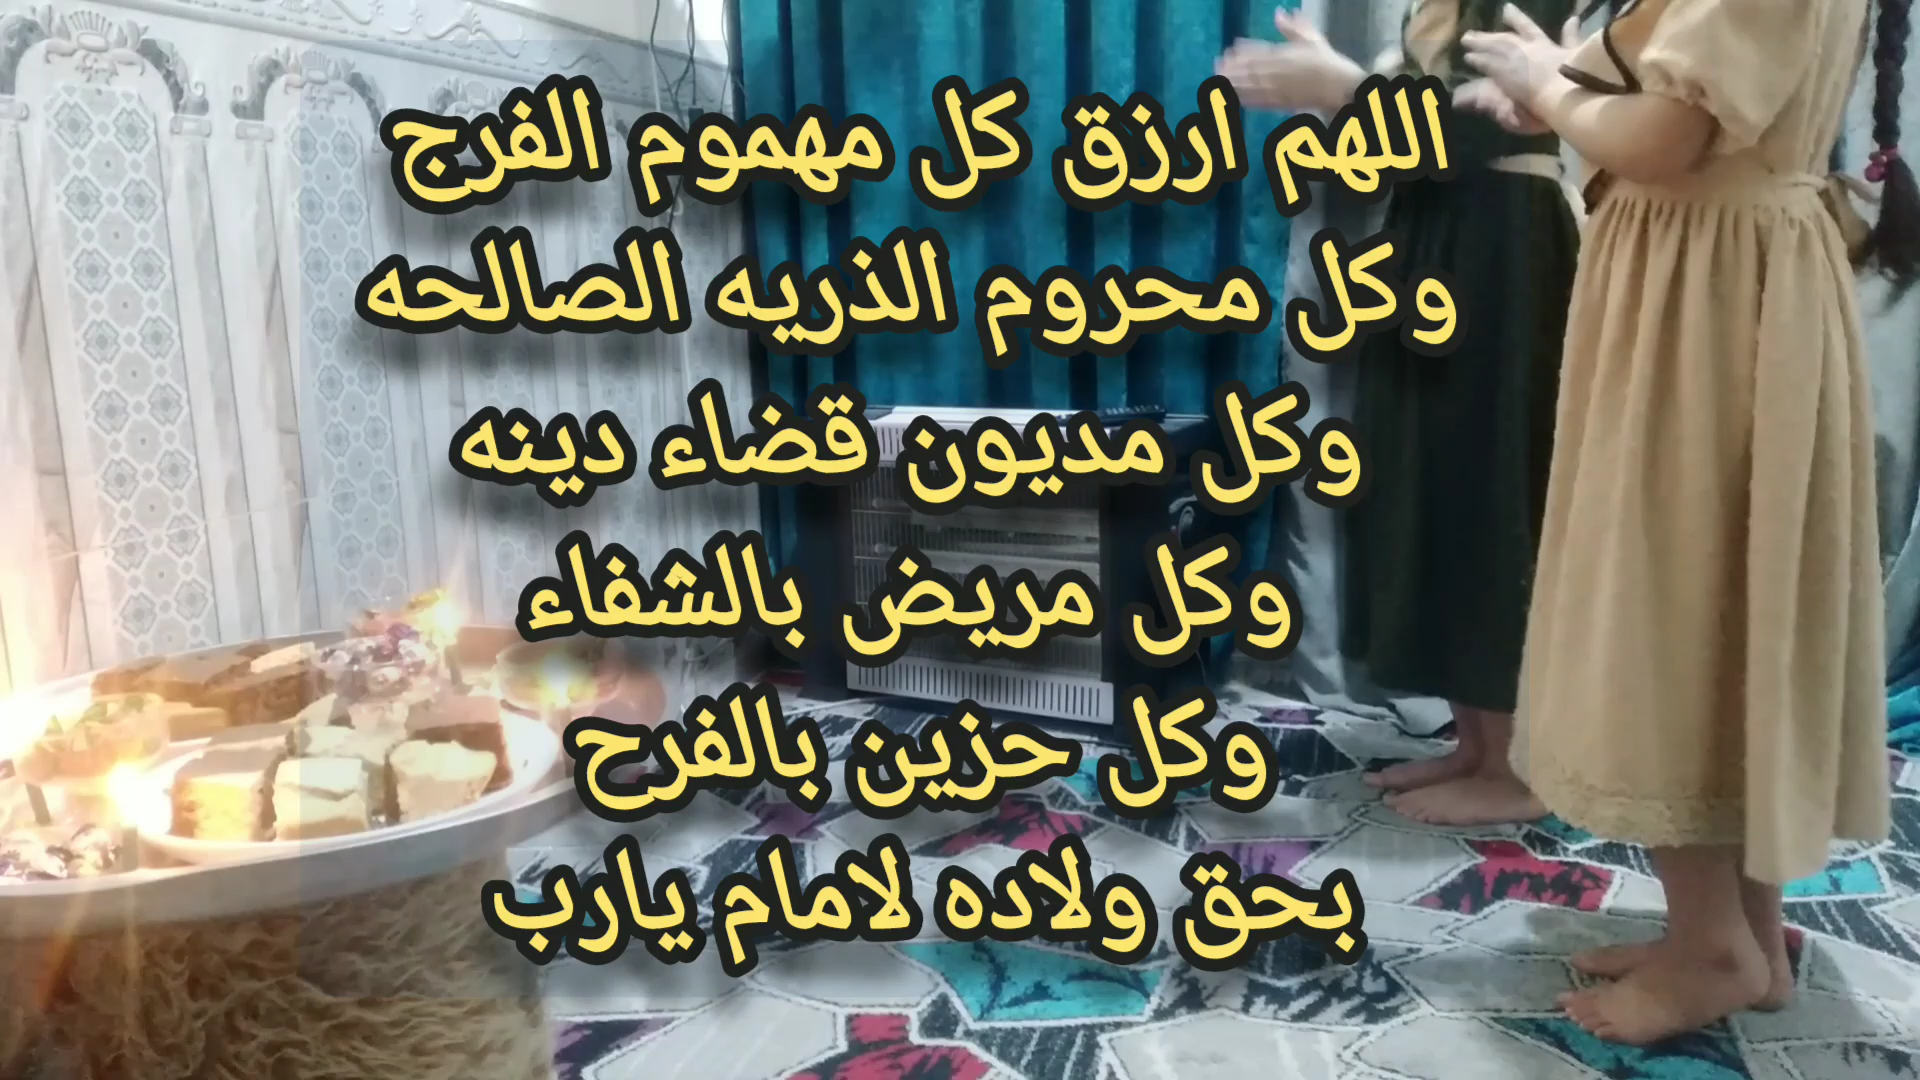 اللهم ارزق كل مهموم الفرج
وكل محروم الذريه الصالحه
وكل مديون قضاء دينه
وكل مريض بالشفاء
وكل حزين بالفرح
بحق ولاده لامام يارب